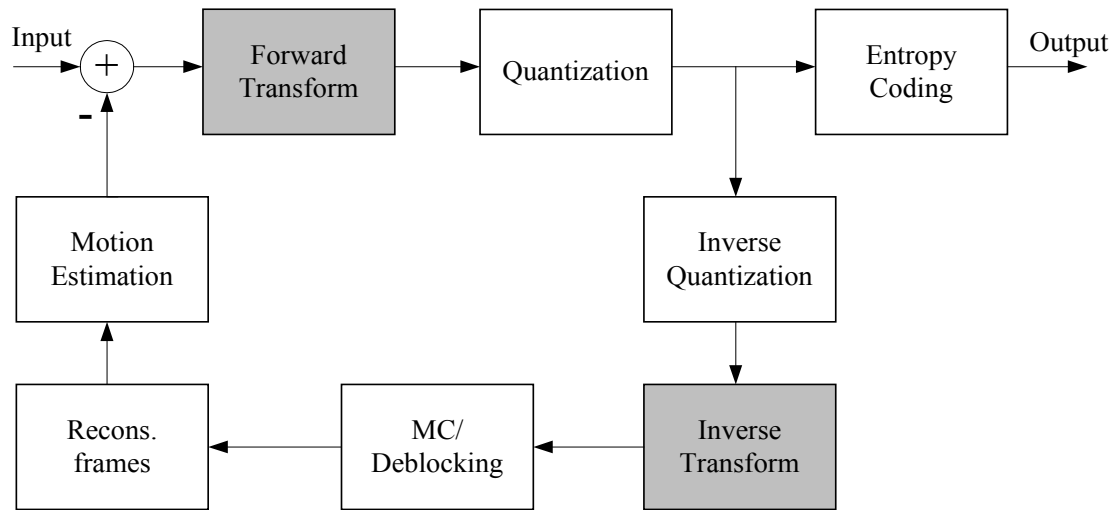 Input
+
-
Forward
Transform
Quantization
Entropy
Coding
Output
Motion
Estimation
Inverse
Quantization
Recons.
frames
MC/
Deblocking
Inverse
Transform